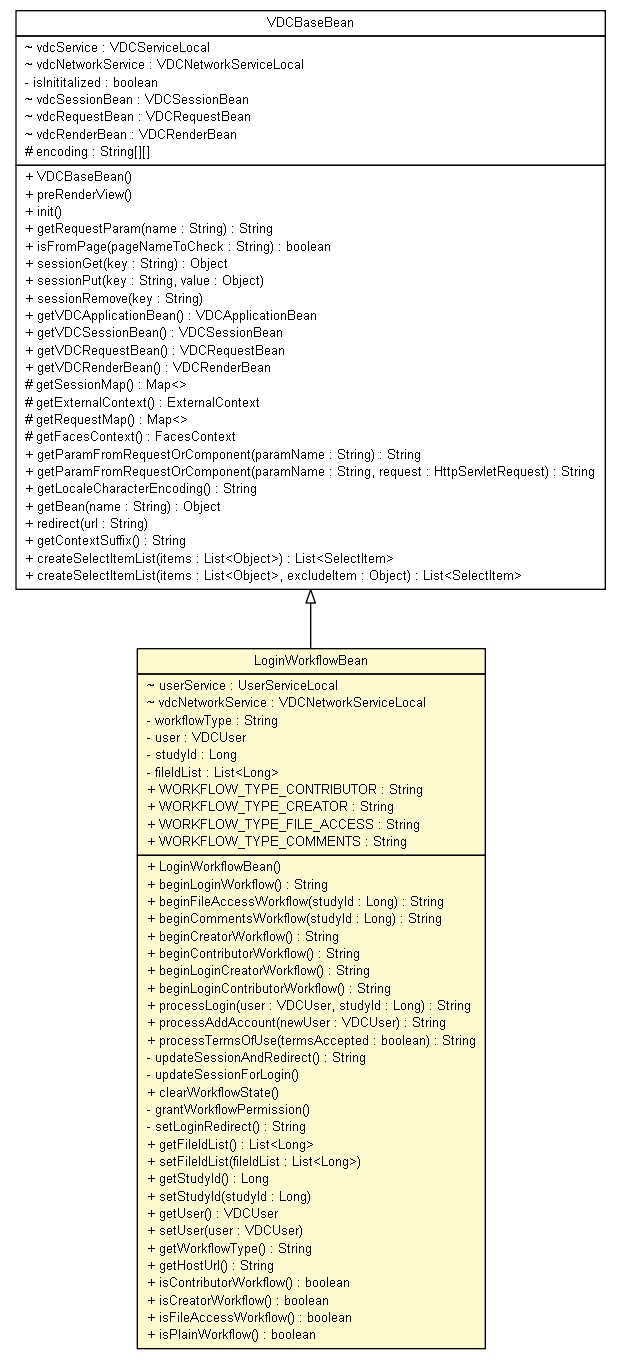 VDCBaseBean
~ vdcService : VDCServiceLocal
~ vdcNetworkService : VDCNetworkServiceLocal
- isInititalized : boolean
~ vdcSessionBean : VDCSessionBean
~ vdcRequestBean : VDCRequestBean
~ vdcRenderBean : VDCRenderBean
# encoding : String[][]
+ VDCBaseBean()
+ preRenderView()
+ init()
+ getRequestParam(name : String) : String
+ isFromPage(pageNameToCheck : String) : boolean
+ sessionGet(key : String) : Object
+ sessionPut(key : String, value : Object)
+ sessionRemove(key : String)
+ getVDCApplicationBean() : VDCApplicationBean
+ getVDCSessionBean() : VDCSessionBean
+ getVDCRequestBean() : VDCRequestBean
+ getVDCRenderBean() : VDCRenderBean
# getSessionMap() : Map<>
# getExternalContext() : ExternalContext
# getRequestMap() : Map<>
# getFacesContext() : FacesContext
+ getParamFromRequestOrComponent(paramName : String) : String
+ getParamFromRequestOrComponent(paramName : String, request : HttpServletRequest) : String
+ getLocaleCharacterEncoding() : String
+ getBean(name : String) : Object
+ redirect(url : String)
+ getContextSuffix() : String
+ createSelectItemList(items : List<Object>) : List<SelectItem>
+ createSelectItemList(items : List<Object>, excludeItem : Object) : List<SelectItem>
LoginWorkflowBean
~ userService : UserServiceLocal
~ vdcNetworkService : VDCNetworkServiceLocal
- workflowType : String
- user : VDCUser
- studyId : Long
- fileIdList : List<Long>
+ WORKFLOW_TYPE_CONTRIBUTOR : String
+ WORKFLOW_TYPE_CREATOR : String
+ WORKFLOW_TYPE_FILE_ACCESS : String
+ WORKFLOW_TYPE_COMMENTS : String
+ LoginWorkflowBean()
+ beginLoginWorkflow() : String
+ beginFileAccessWorkflow(studyId : Long) : String
+ beginCommentsWorkflow(studyId : Long) : String
+ beginCreatorWorkflow() : String
+ beginContributorWorkflow() : String
+ beginLoginCreatorWorkflow() : String
+ beginLoginContributorWorkflow() : String
+ processLogin(user : VDCUser, studyId : Long) : String
+ processAddAccount(newUser : VDCUser) : String
+ processTermsOfUse(termsAccepted : boolean) : String
- updateSessionAndRedirect() : String
- updateSessionForLogin()
+ clearWorkflowState()
- grantWorkflowPermission()
- setLoginRedirect() : String
+ getFileIdList() : List<Long>
+ setFileIdList(fileIdList : List<Long>)
+ getStudyId() : Long
+ setStudyId(studyId : Long)
+ getUser() : VDCUser
+ setUser(user : VDCUser)
+ getWorkflowType() : String
+ getHostUrl() : String
+ isContributorWorkflow() : boolean
+ isCreatorWorkflow() : boolean
+ isFileAccessWorkflow() : boolean
+ isPlainWorkflow() : boolean